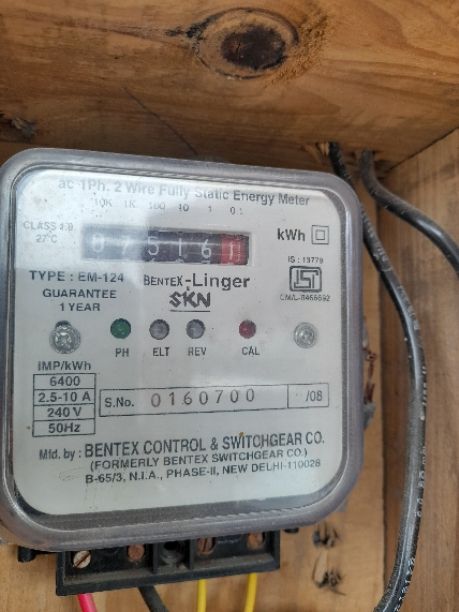 ac 1Ph. 2 Wire Fully Static Energy Meter
10K 1K 100 10 1 0.1
CLASS 1.0
27°C
07516 1
kWh
TYPE : EM-124
GUARANTEE
1 YEAR
BENTEX-Linger
SKN
IS : 13779
ISI
CM/L-8466692
PH ELT REV CAL
IMP/kWh
6400
2.5-10 A
240 V
50Hz
S.No. 0160700 /08
Mfd. by : BENTEX CONTROL & SWITCHGEAR CO.
(FORMERLY BENTEX SWITCHGEAR CO.)
B-65/3, N.I.A., PHASE-II, NEW DELHI-110028